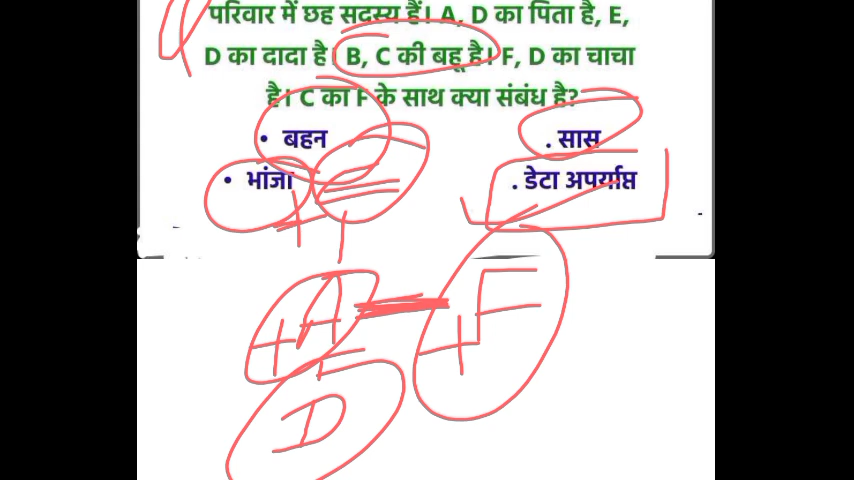 परिवार में छह सदस्य हैं। A, D का पिता है, E,
D का दादा है। B, C की बहू है। F, D का चाचा
है। C का F के साथ क्या संबंध है?
• बहन . सास
• भांजा . डेटा अपर्याप्त
+ A F
+
D